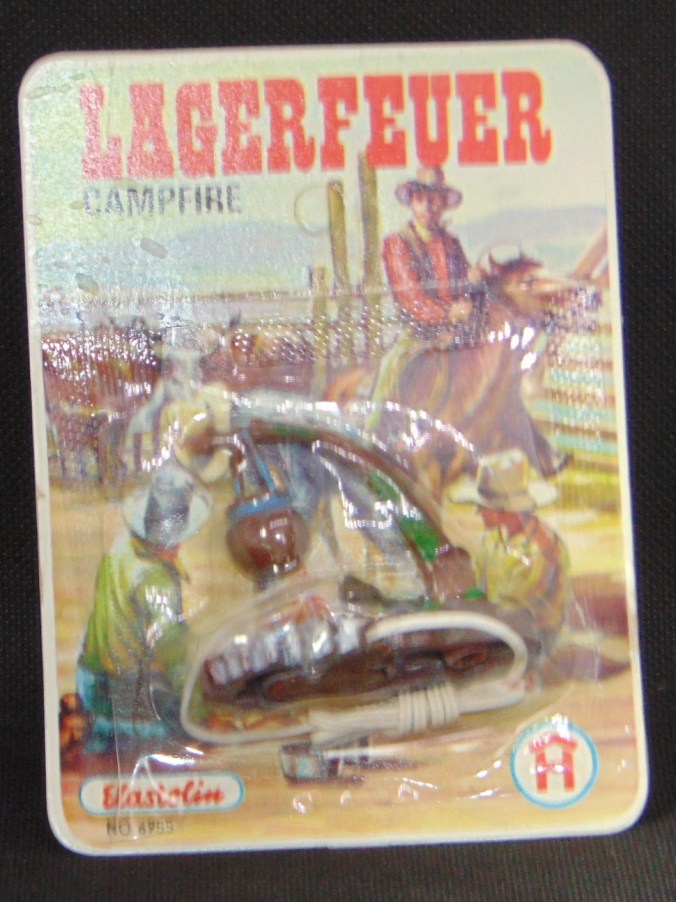 LAGERFEUER
CAMPFIRE
Elastolin
NO 6955